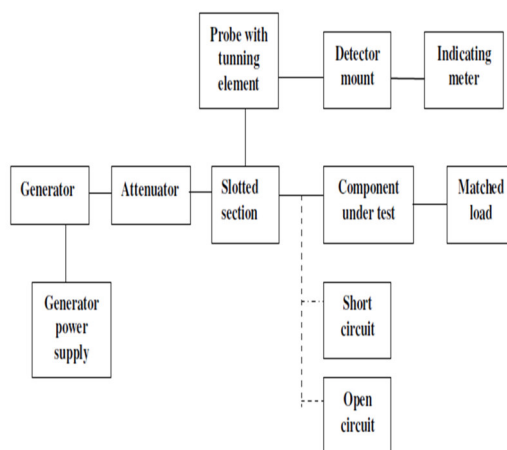 Probe with
tunning
element
Detector
mount
Indicating
meter
Generator
Attenuator
Slotted
section
Component
under test
Matched
load
Generator
power
supply
Short
circuit
Open
circuit